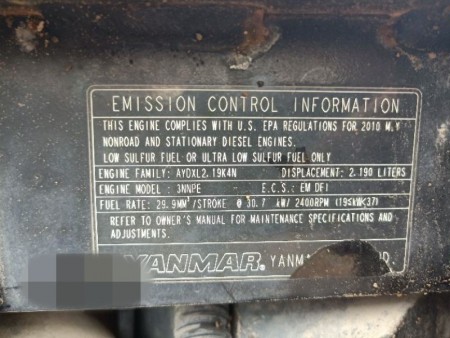 EMISSION CONTROL INFORMATION
THIS ENGINE COMPLIES WITH U.S. EPA REGULATIONS FOR 2010 M.Y
NONROAD AND STATIONARY DIESEL ENGINES.
LOW SULFUR FUEL OR ULTRA LOW SULFUR FUEL ONLY
ENGINE FAMILY: AYDXL2.19K4N DISPLACEMENT: 2.190 LITERS
ENGINE MODEL: 3NNPE E.C.S.: EM DFI
FUEL RATE: 29.9MM³/STROKE @ 30.7 kW/ 2400RPM (19≤kW<37)
REFER TO OWNER'S MANUAL FOR MAINTENANCE SPECIFICATIONS
AND ADJUSTMENTS.
YANMAR®